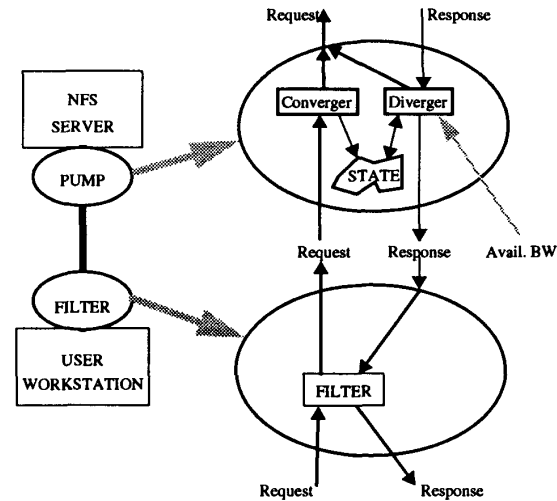 Request
Response
NFS
SERVER
Converger
Diverger
PUMP
STATE
Request
Response
Avail. BW
FILTER
USER
WORKSTATION
FILTER
Request
Response